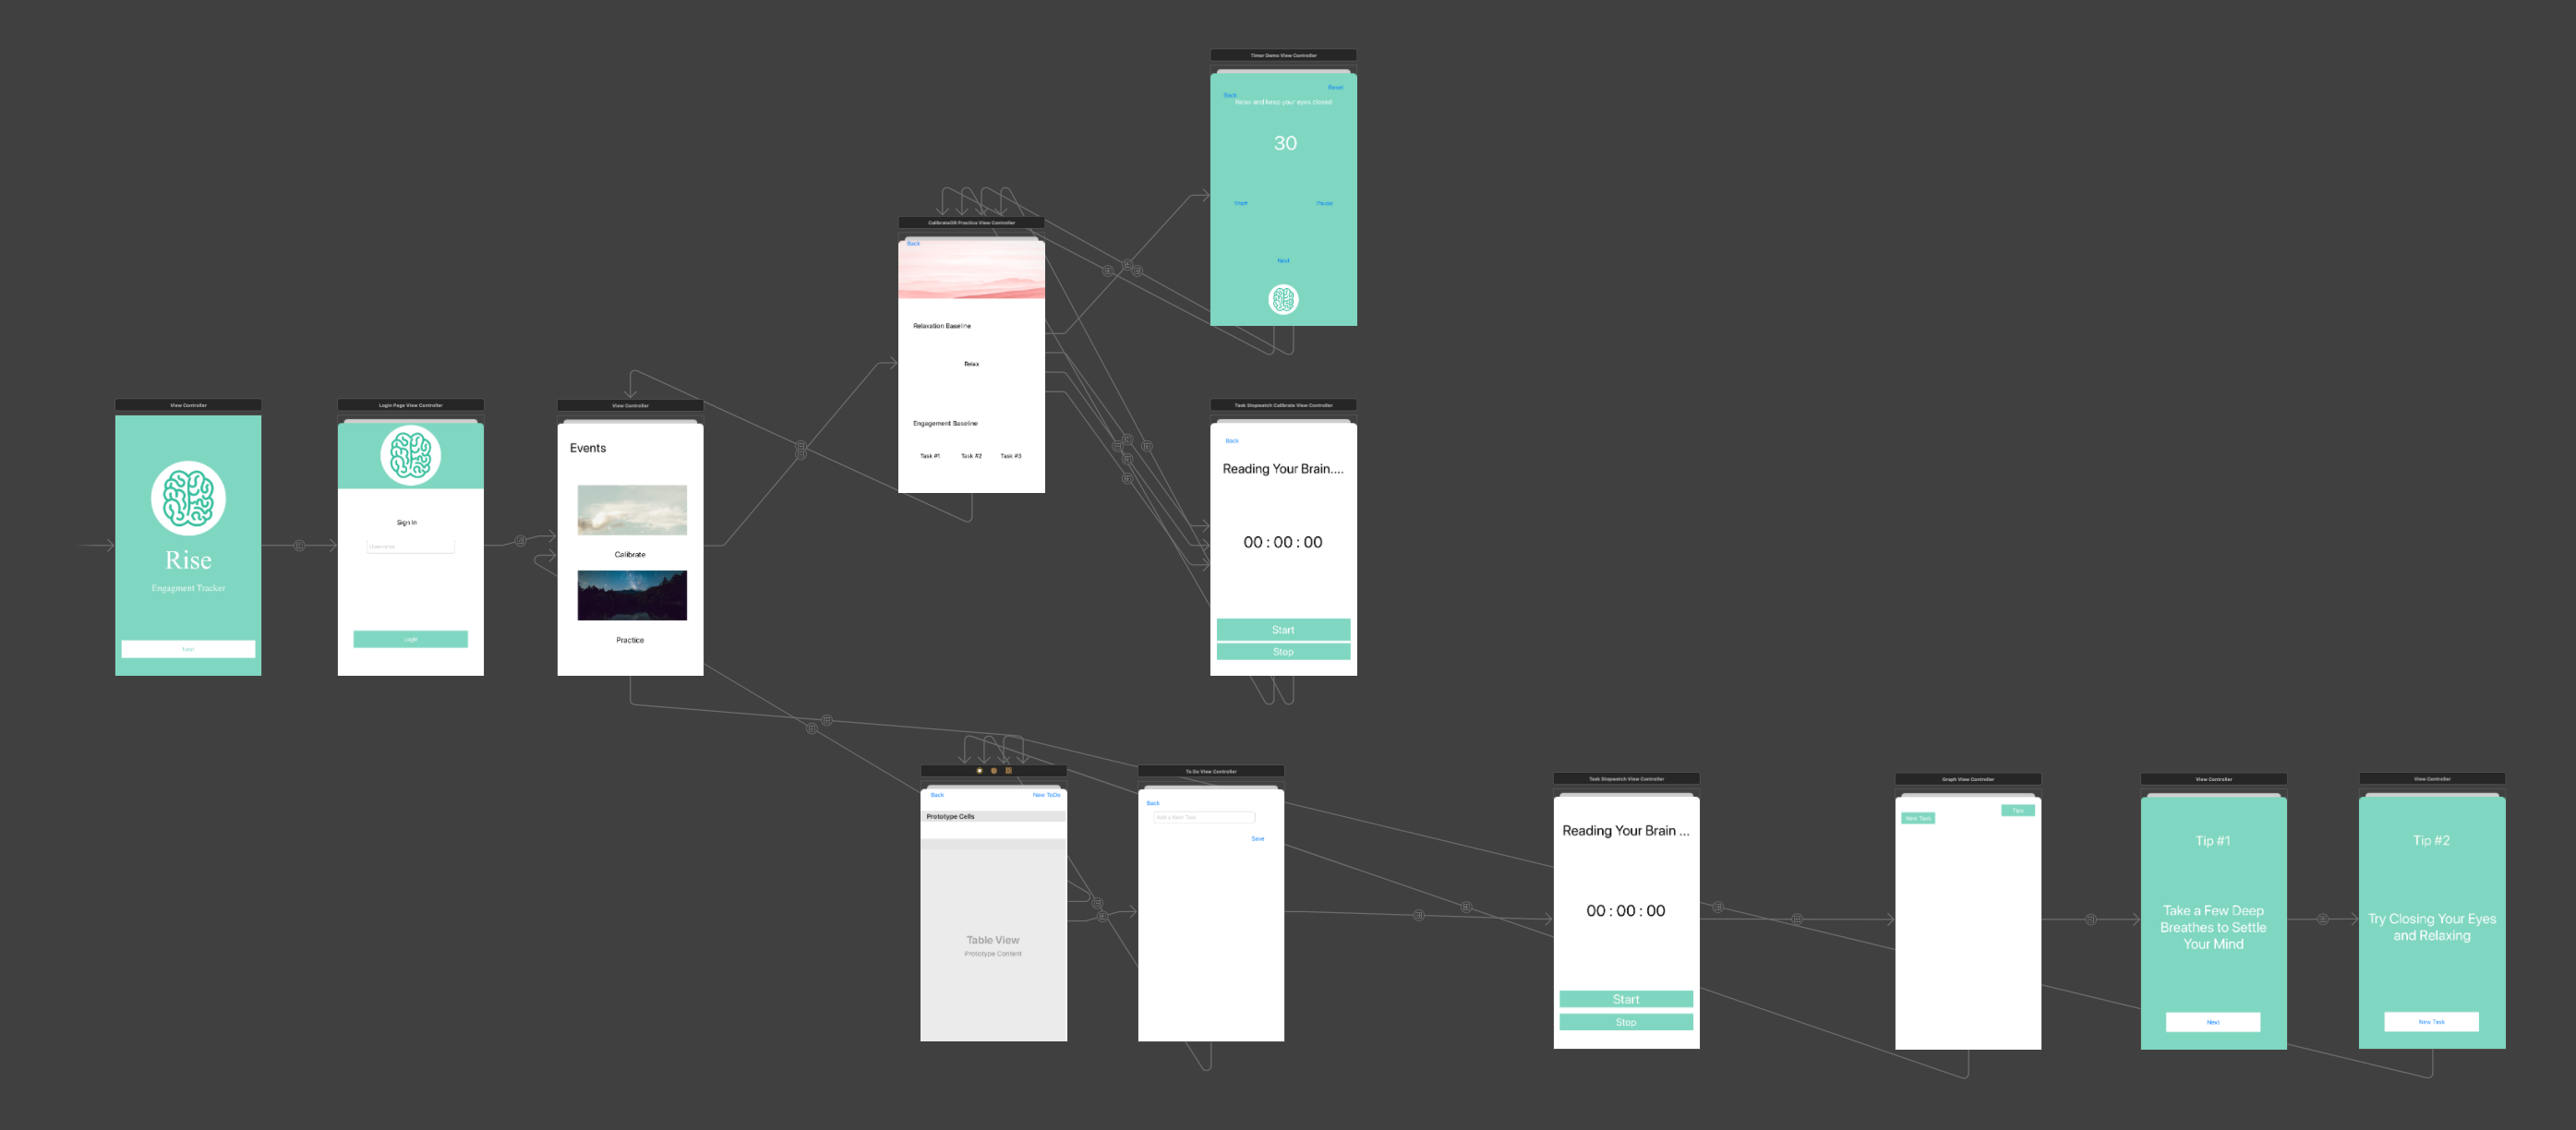 Timer Demo View Controller
Reset
Back
Relax and keep your eyes closed
30
Start
Pause
Next
CalibrateOR Practice View Controller
Back
Relaxation Baseline
Relax
Engagement Baseline
Task #1
Task #2
Task #3
View Controller
Rise
Engagment Tracker
Next
Login Page View Controller
Sign In
Username
Login
View Controller
Events
Calibrate
Practice
Task Stopwatch Calibrate View Controller
Back
Reading Your Brain....
00 : 00 : 00
Start
Stop
Back
New ToDo
Prototype Cells
Table View
Prototype Content
To Do View Controller
Back
Add a New Task
Save
Task Stopwatch View Controller
Reading Your Brain ...
00 : 00 : 00
Start
Stop
Graph View Controller
New Task
Tips
View Controller
Tip #1
Take a Few Deep
Breathes to Settle
Your Mind
Next
View Controller
Tip #2
Try Closing Your Eyes
and Relaxing
New Task